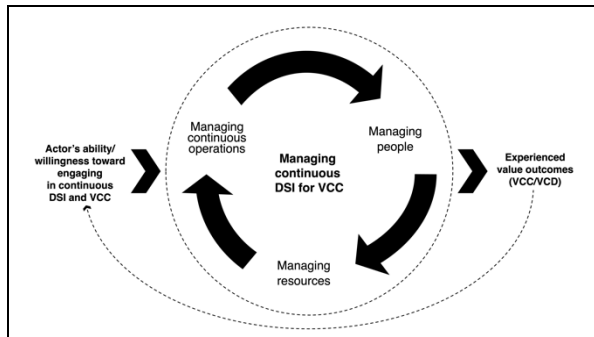 Managing
continuous
operations
Managing
people
Actor's ability/
willingness toward
engaging
in continuous
DSI and VCC
Managing
continuous
DSI for VCC
Experienced
value outcomes
(VCC/VCD)
Managing
resources